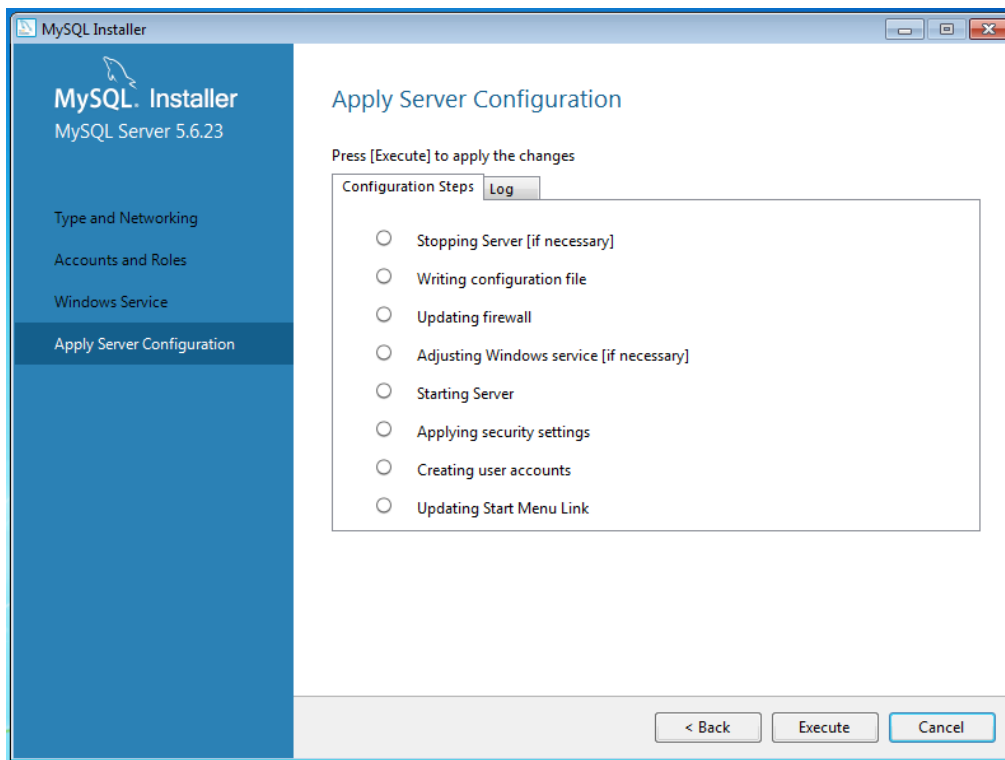 MySQL Installer
MySQL. Installer
MySQL Server 5.6.23
Type and Networking
Accounts and Roles
Windows Service
Apply Server Configuration
Apply Server Configuration
Press [Execute] to apply the changes
Configuration Steps Log
Stopping Server [if necessary]
Writing configuration file
Updating firewall
Adjusting Windows service [if necessary]
Starting Server
Applying security settings
Creating user accounts
Updating Start Menu Link
< Back Execute Cancel